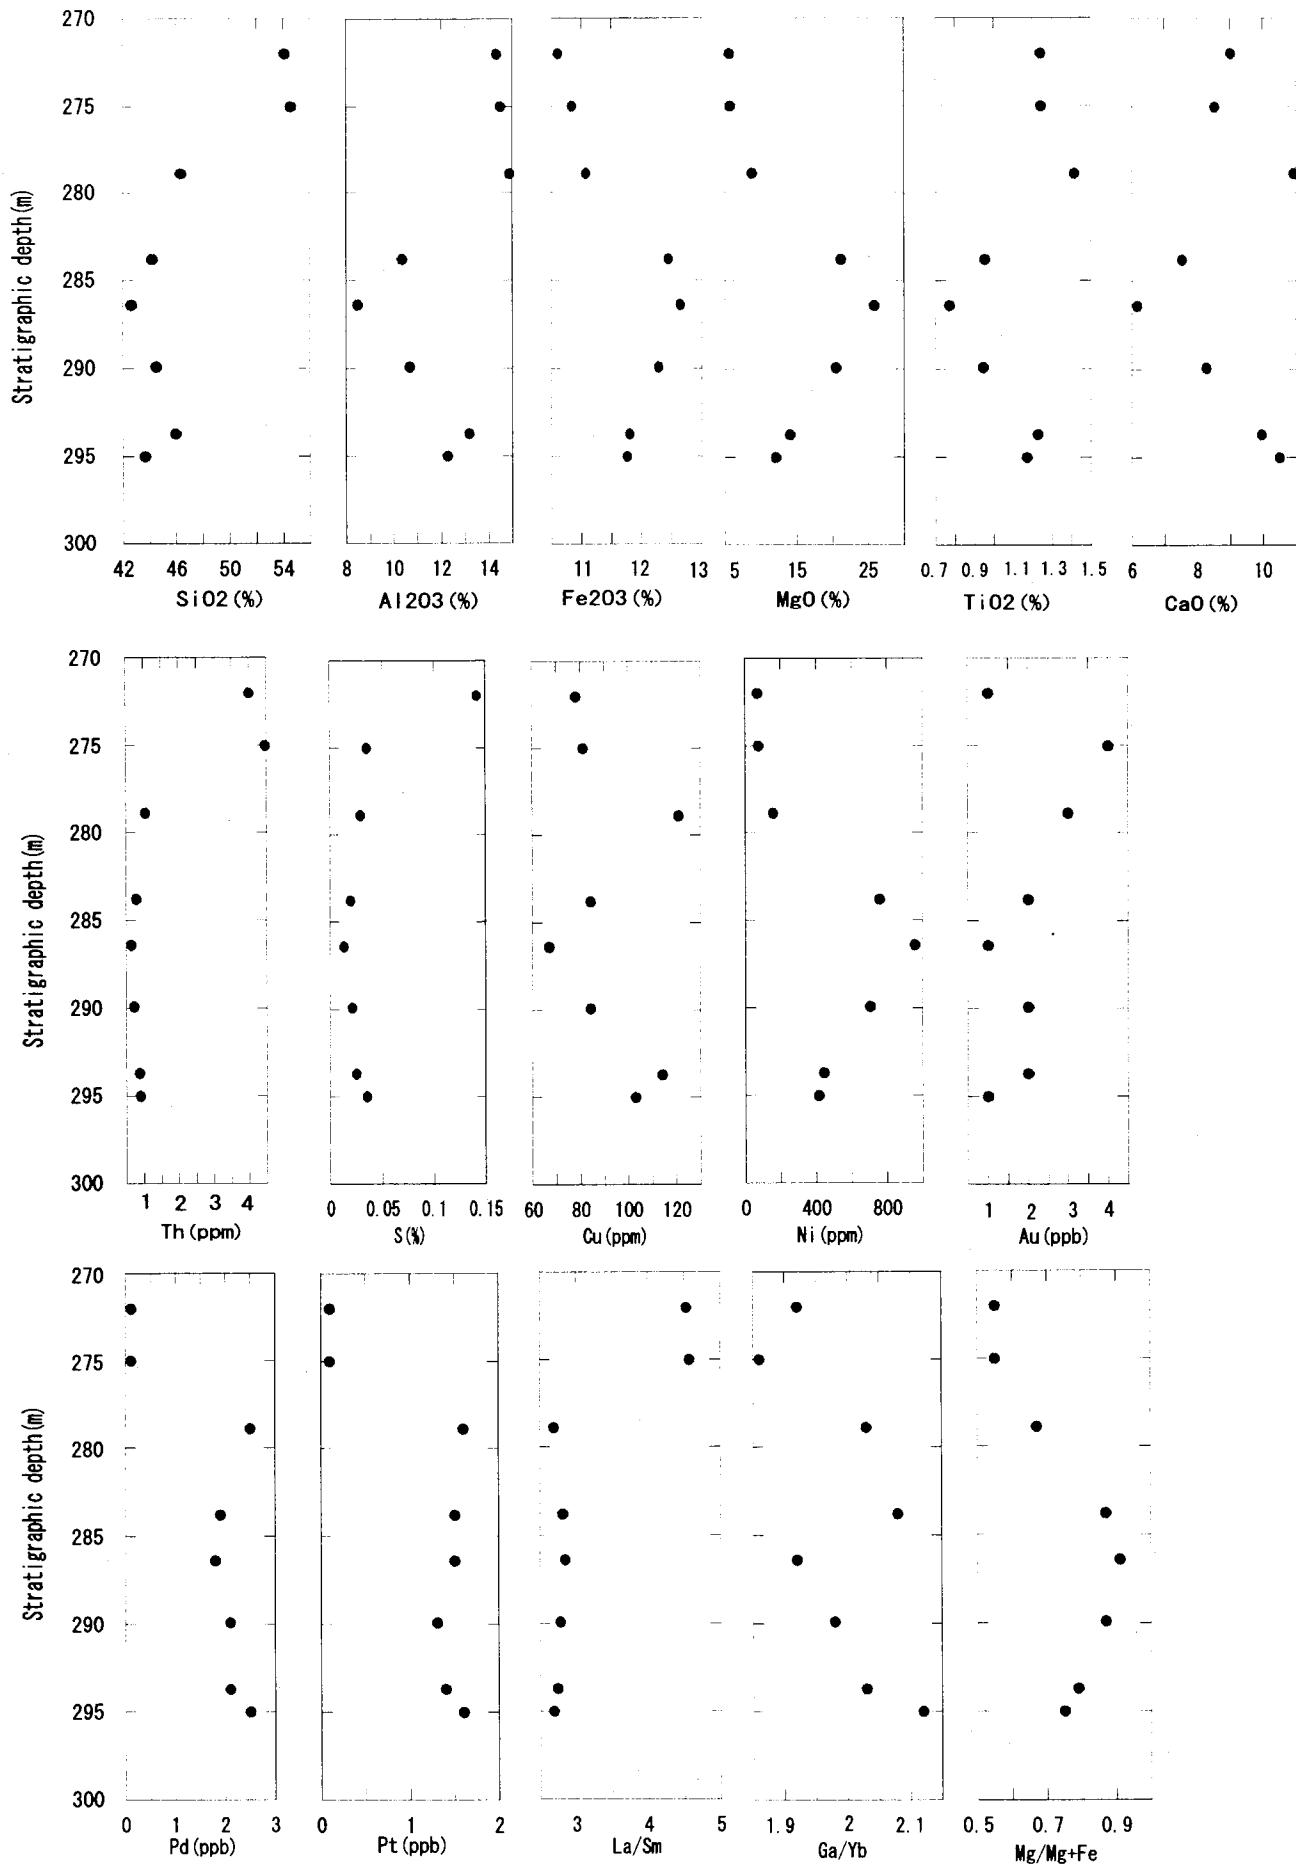 270
275
280
285
290
295
300
Stratigraphic depth(m)
42 46 50 54
SiO2(%)
8 10 12 14
Al2O3(%)
11 12 13
Fe2O3(%)
5 15 25
MgO(%)
0.7 0.9 1.1 1.3 1.5
TiO2(%)
6 8 10
CaO(%)
270
275
280
285
290
295
300
Stratigraphic depth(m)
1 2 3 4
Th(ppm)
0 0.05 0.1 0.15
S(%)
60 80 100 120
Cu(ppm)
0 400 800
Ni(ppm)
1 2 3 4
Au(ppb)
270
275
280
285
290
295
300
Stratigraphic depth(m)
0 1 2 3
Pd(ppb)
0 1 2
Pt(ppb)
3 4 5
La/Sm
1.9 2 2.1
Ga/Yb
0.5 0.7 0.9
Mg/Mg+Fe